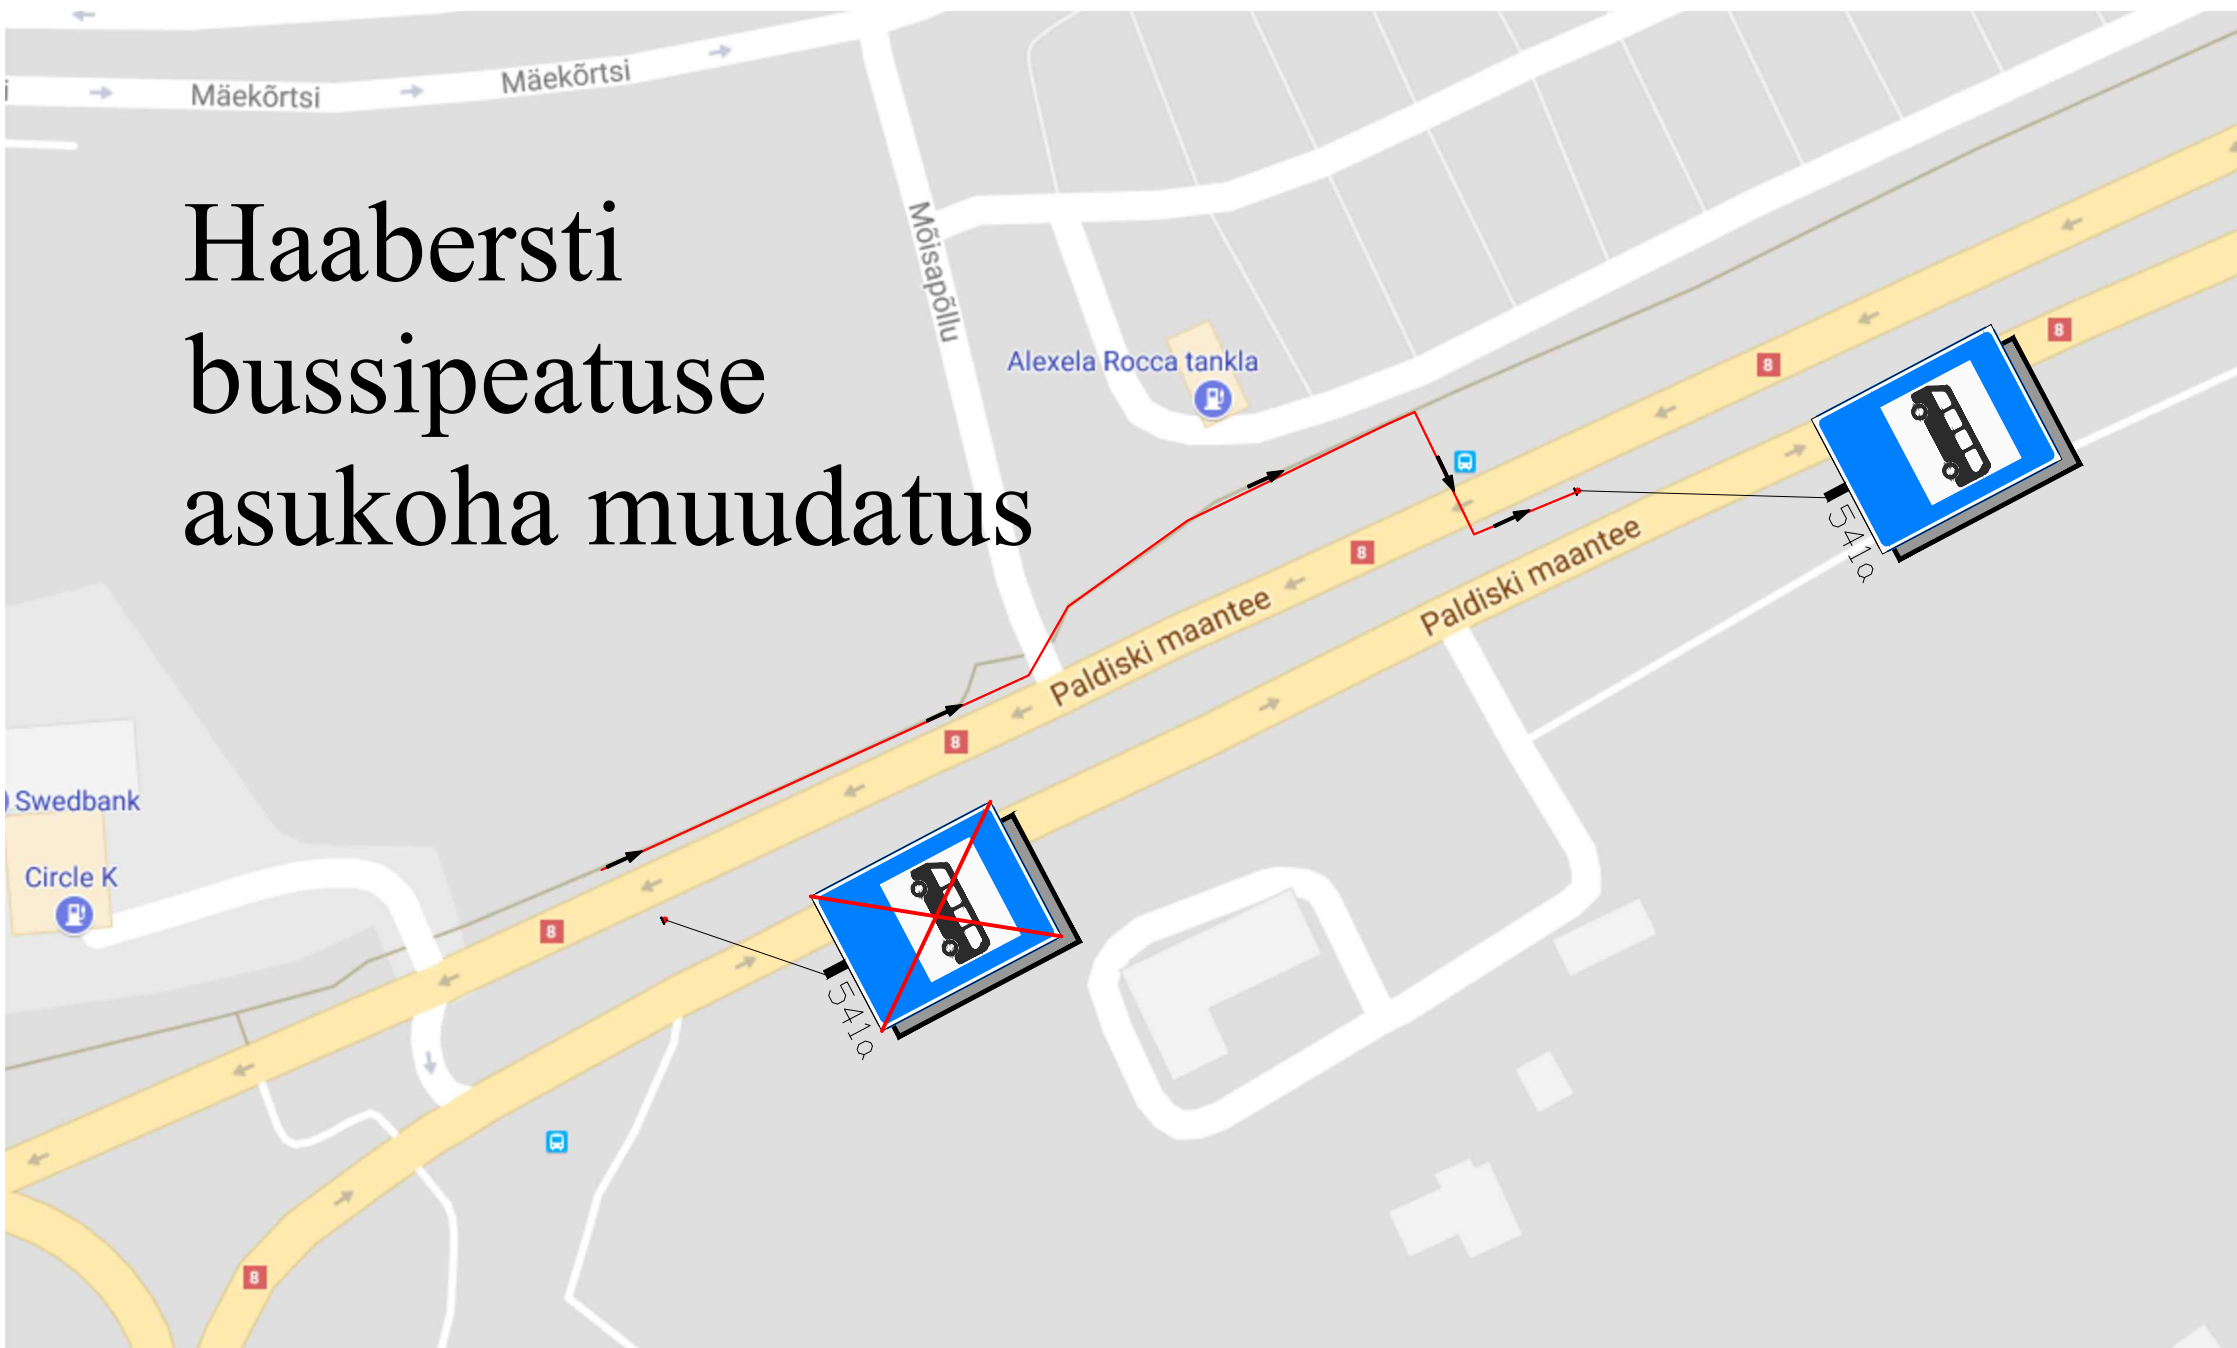 Mäekõrtsi
Mäekõrtsi
Haabersti
bussipeatuse
asukoha muudatus
Mõisapõllu
Alexela Rocca tankla
8
8
8
541a
Paldiski maantee
Paldiski maantee
8
Swedbank
Circle K
8
541a
8